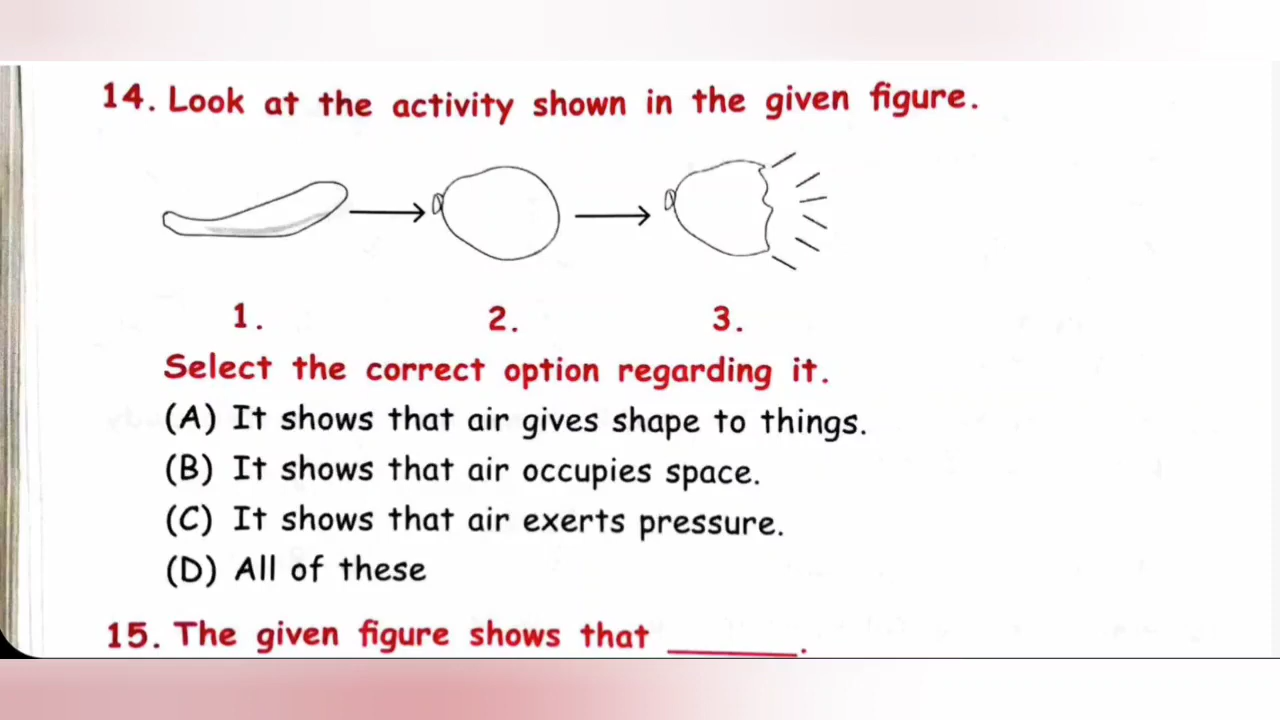 14. Look at the activity shown in the given figure.
1. 2. 3.
Select the correct option regarding it.
(A) It shows that air gives shape to things.
(B) It shows that air occupies space.
(C) It shows that air exerts pressure.
(D) All of these
15. The given figure shows that ______.